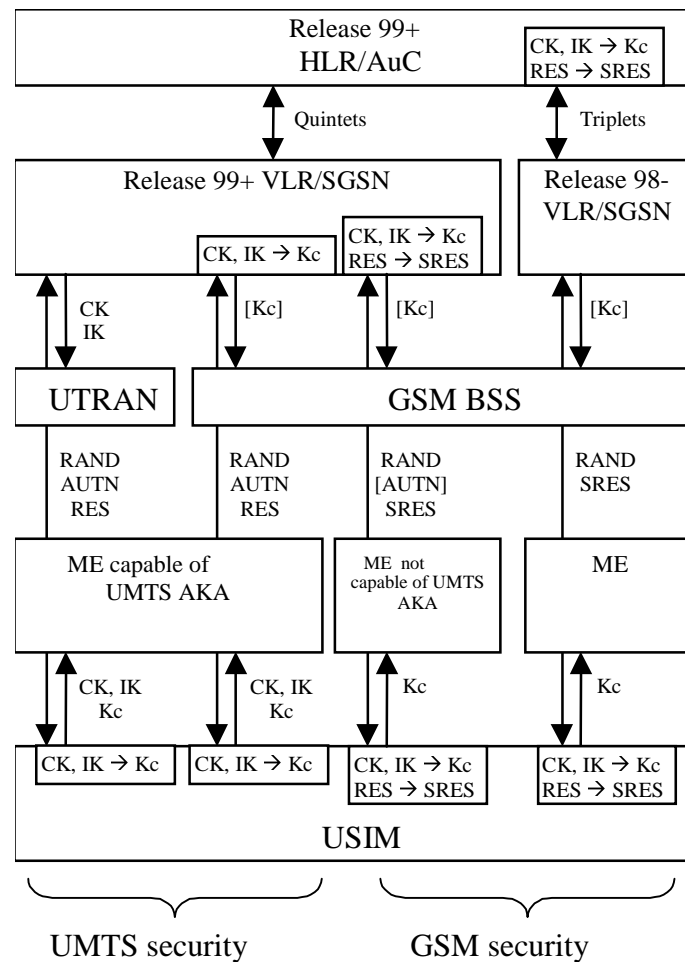 Release 99+
HLR/AuC
CK, IK → Kc
RES → SRES
Quintets
Triplets
Release 99+ VLR/SGSN
CK, IK → Kc
CK, IK → Kc
RES → SRES
Release 98-
VLR/SGSN
CK
IK
[Kc]
[Kc]
[Kc]
UTRAN
GSM BSS
RAND
AUTN
RES
RAND
AUTN
RES
RAND
[AUTN]
SRES
RAND
SRES
ME capable of
UMTS AKA
ME not
capable of UMTS
AKA
ME
CK, IK
Kc
CK, IK
Kc
Kc
Kc
CK, IK → Kc
CK, IK → Kc
CK, IK → Kc
RES → SRES
CK, IK → Kc
RES → SRES
USIM
UMTS security
GSM security